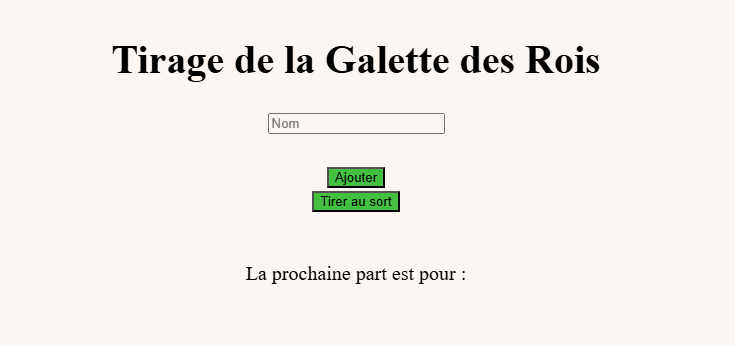 Tirage de la Galette des Rois
Nom
Ajouter
Tirer au sort
La prochaine part est pour :